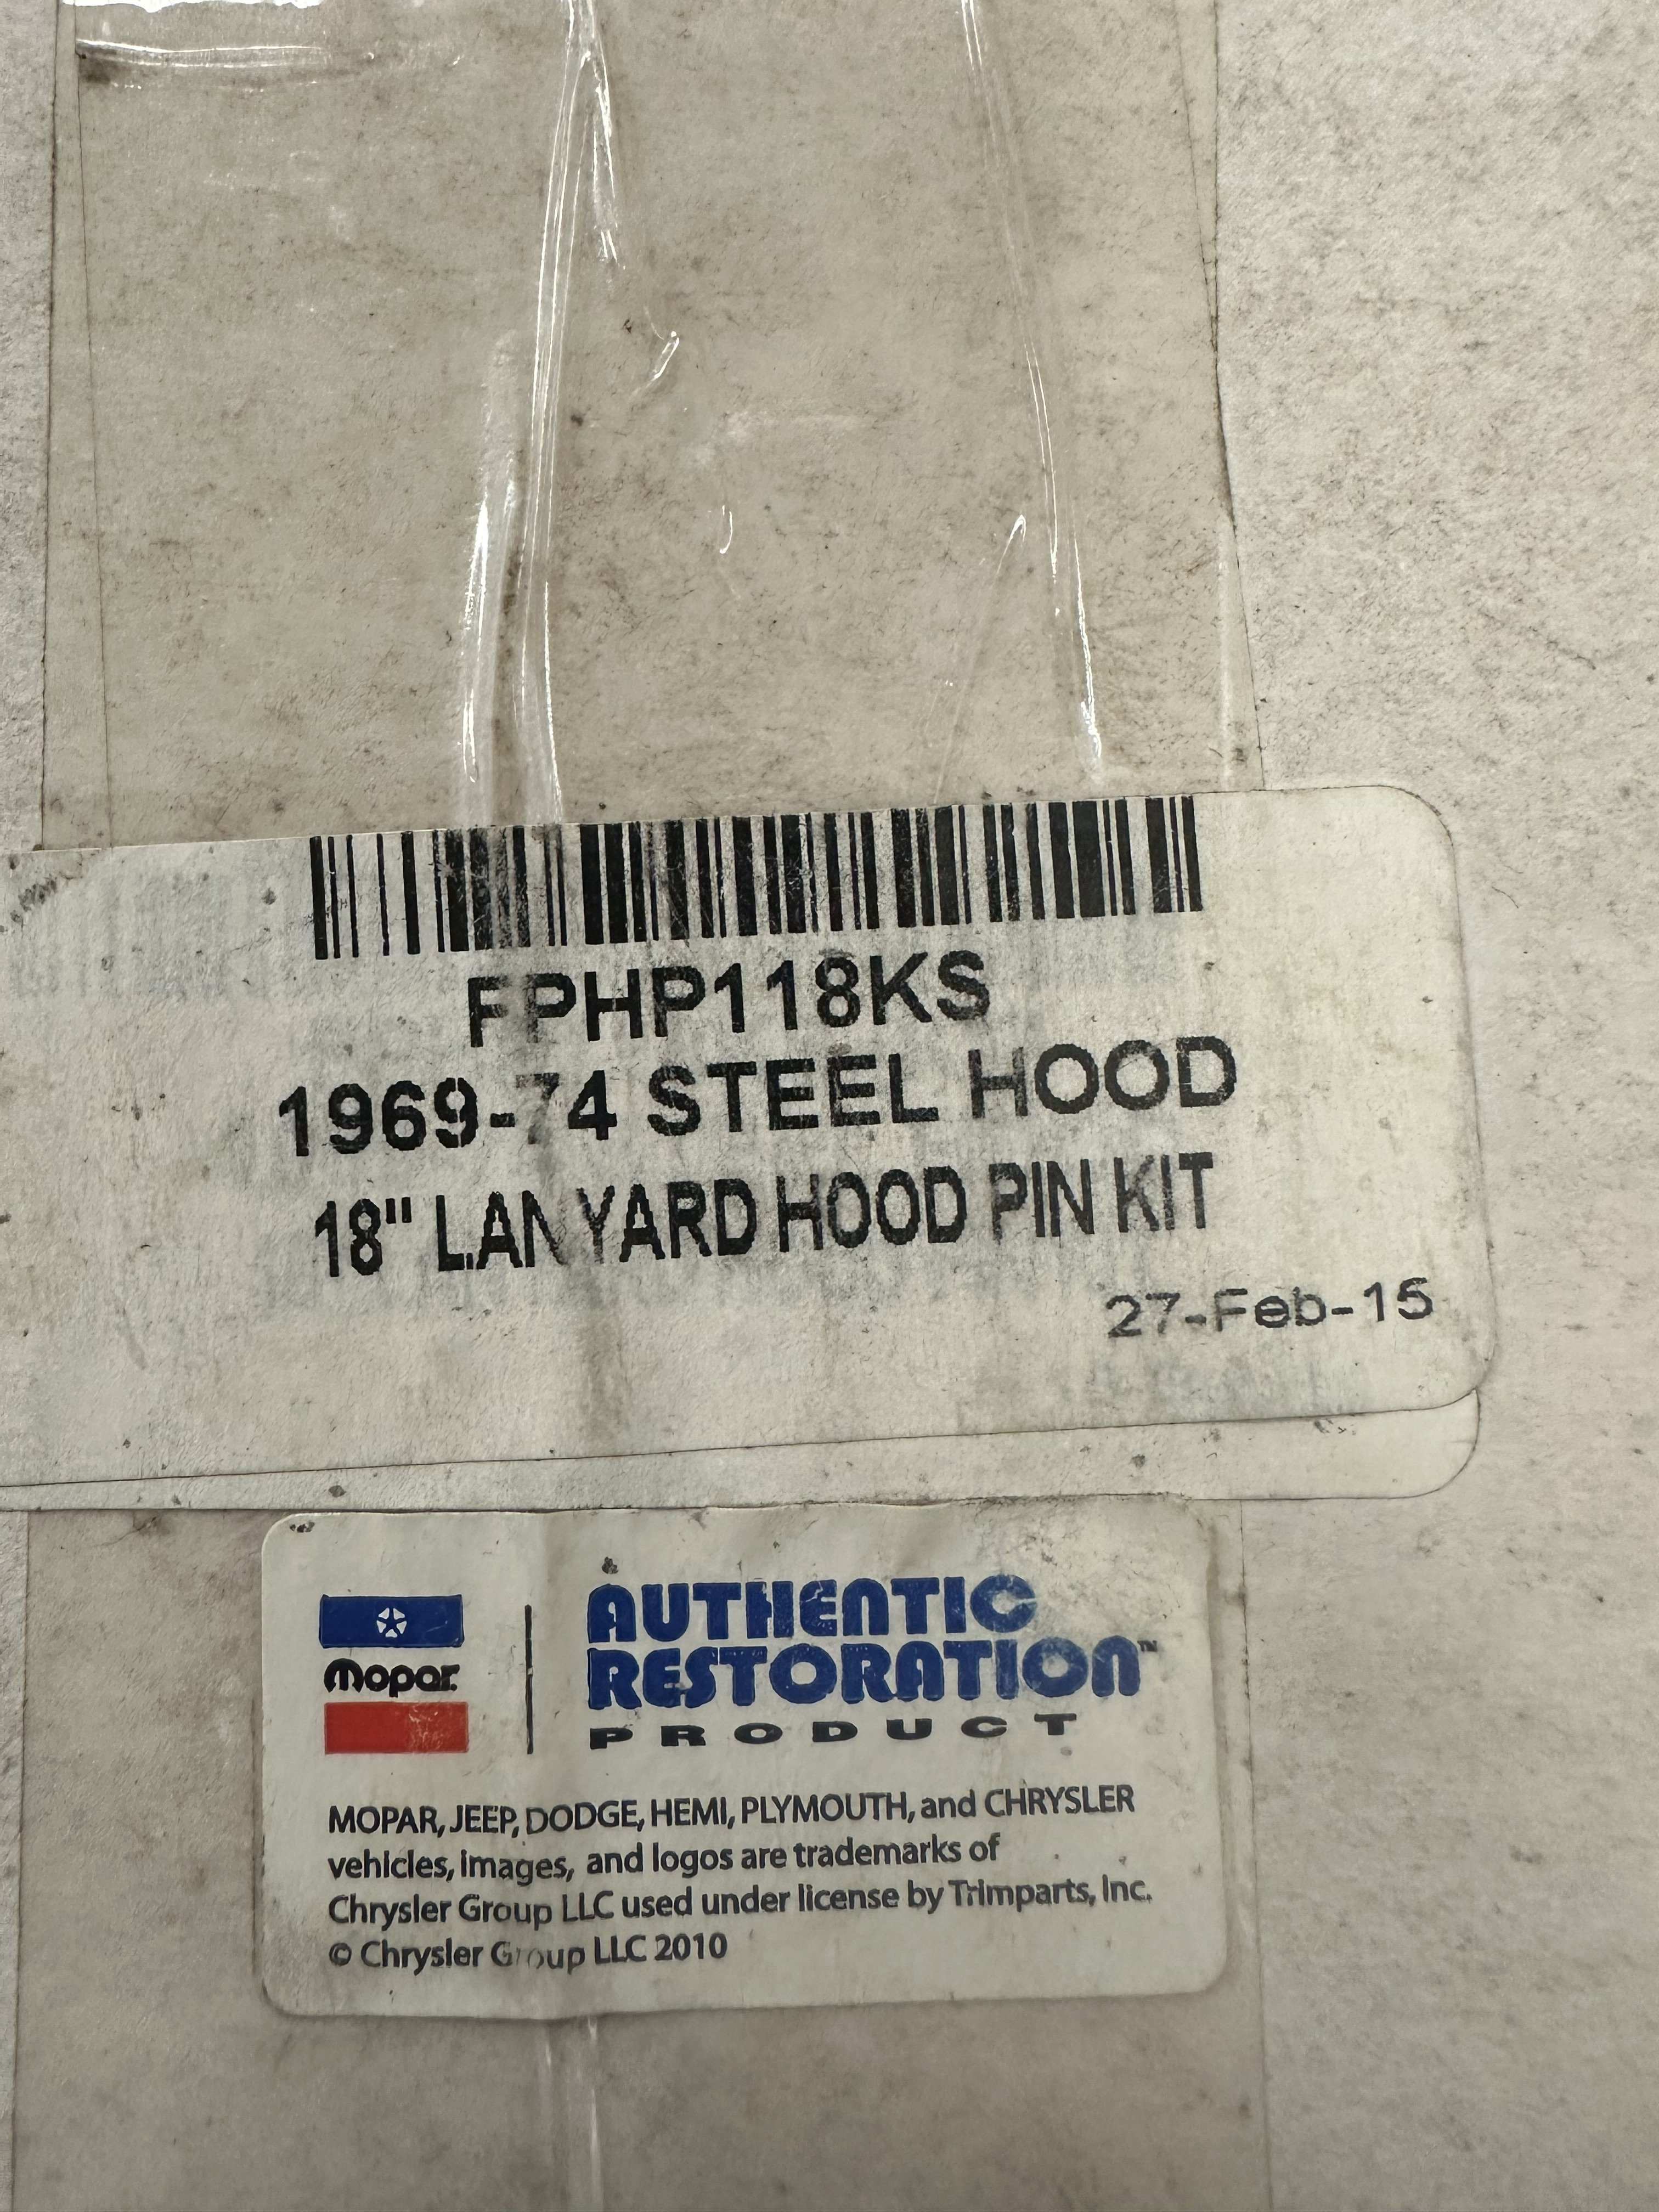 FPHP118KS
1969-74 STEEL HOOD
18" LANYARD HOOD PIN KIT
27-Feb-15
Mopar.
AUTHENTIC
RESTORATION™
PRODUCT
MOPAR, JEEP, DODGE, HEMI, PLYMOUTH, and CHRYSLER
vehicles, images, and logos are trademarks of
Chrysler Group LLC used under license by Trimparts, Inc.
© Chrysler Group LLC 2010